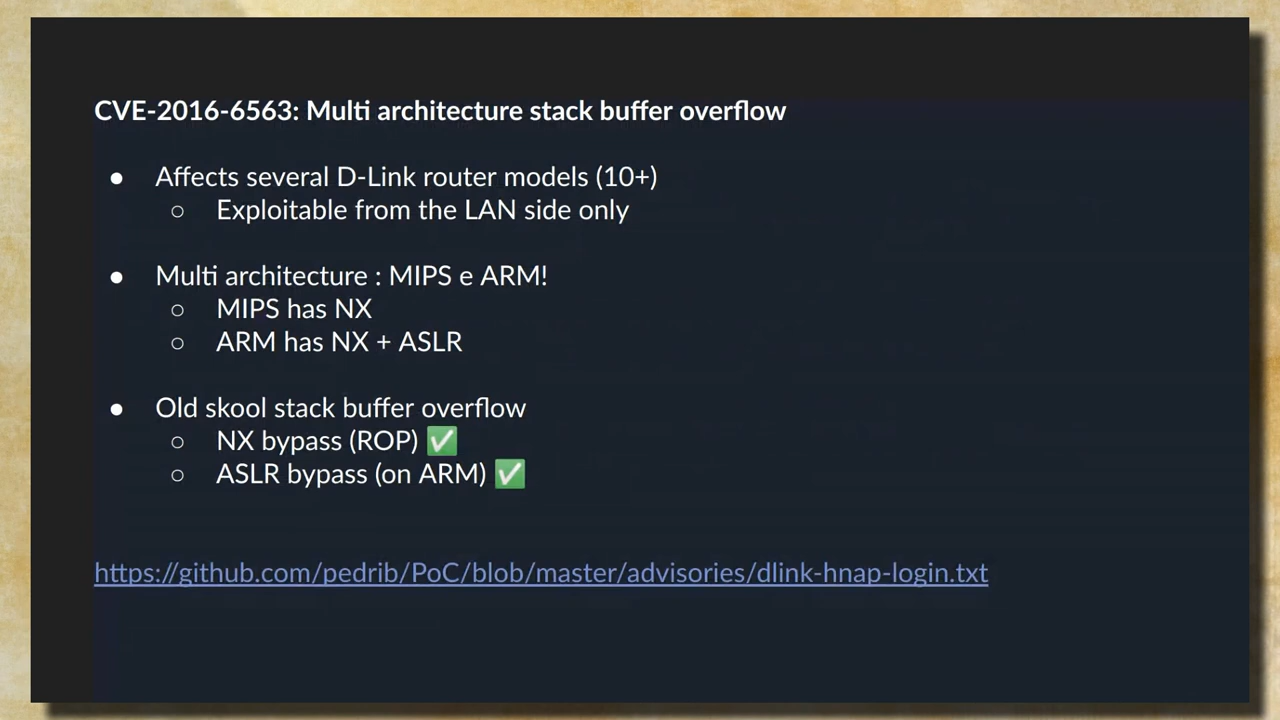 CVE-2016-6563: Multi architecture stack buffer overflow
● Affects several D-Link router models (10+)
○ Exploitable from the LAN side only
● Multi architecture : MIPS e ARM!
○ MIPS has NX
○ ARM has NX + ASLR
● Old skool stack buffer overflow
○ NX bypass (ROP) ✅
○ ASLR bypass (on ARM) ✅
https://github.com/pedrib/PoC/blob/master/advisories/dlink-hnap-login.txt